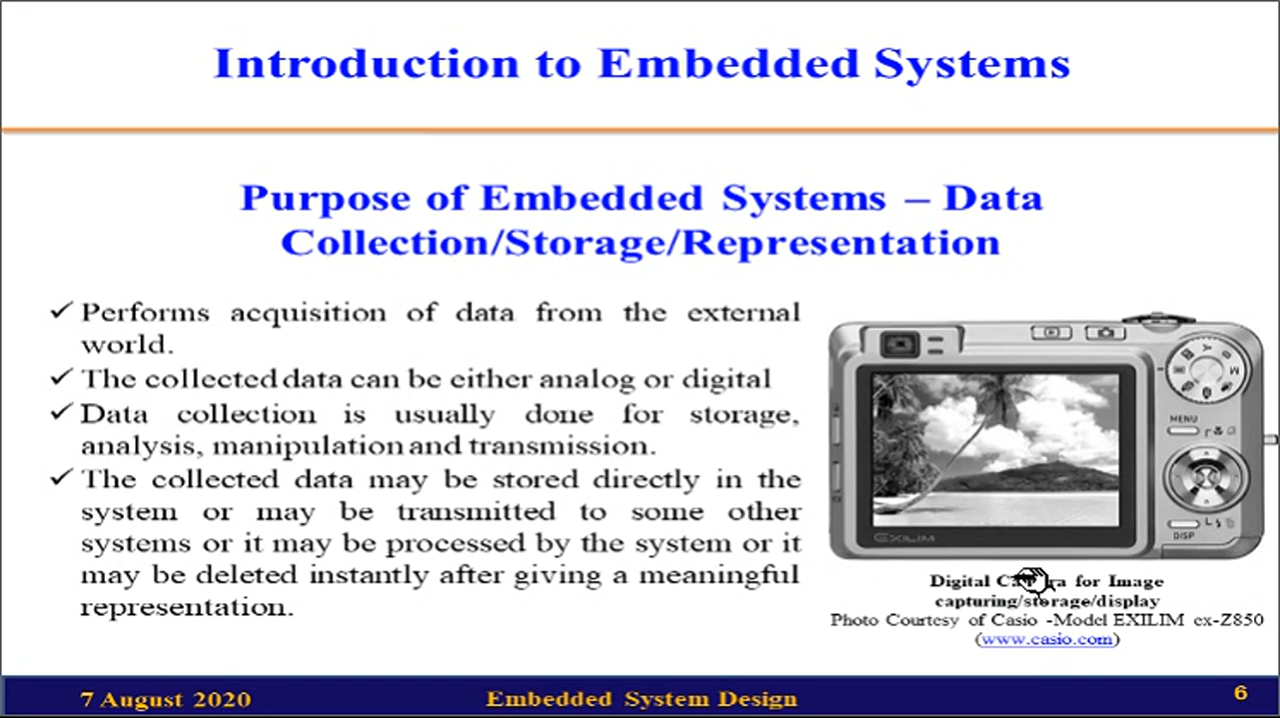 Introduction to Embedded Systems
Purpose of Embedded Systems – Data
Collection/Storage/Representation
✓ Performs acquisition of data from the external
world.
✓ The collected data can be either analog or digital
✓ Data collection is usually done for storage,
analysis, manipulation and transmission.
✓ The collected data may be stored directly in the
system or may be transmitted to some other
systems or it may be processed by the system or it
may be deleted instantly after giving a meaningful
representation.
MENU
EXILIM
DISP
Digital Camera for Image
capturing/storage/display
Photo Courtesy of Casio -Model EXILIM ex-Z850
(www.casio.com)
7 August 2020
Embedded System Design
6